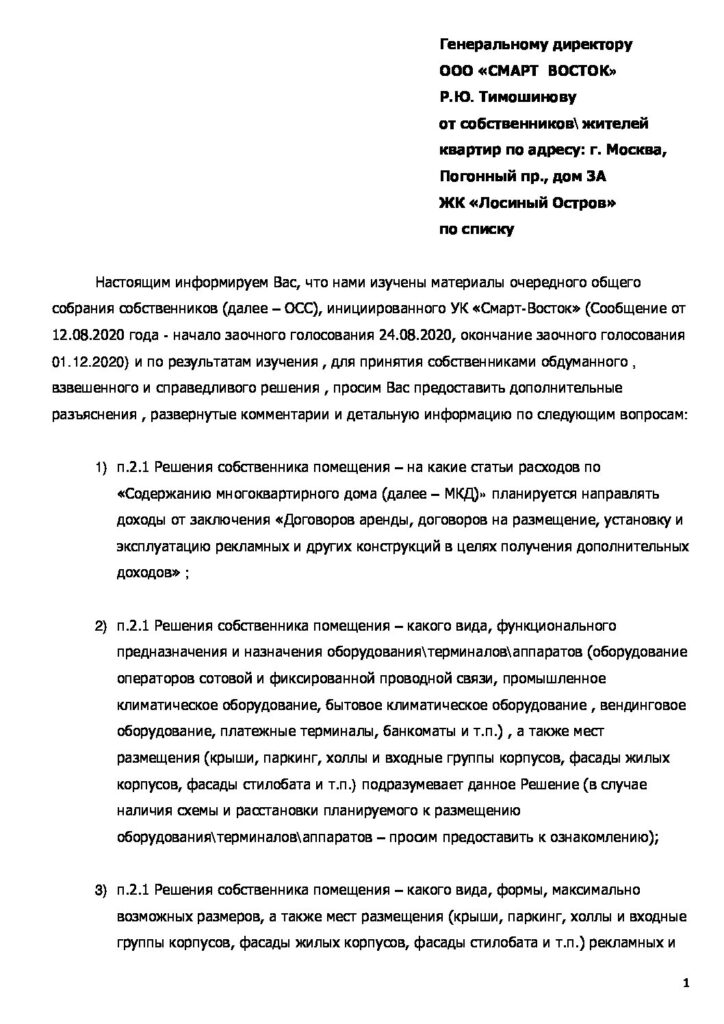 Генеральному директору
ООО «СМАРТ ВОСТОК»
Р.Ю. Тимошинову
от собственников\ жителей
квартир по адресу: г. Москва,
Погонный пр., дом 3А
ЖК «Лосиный Остров»
по списку
Настоящим информируем Вас, что нами изучены материалы очередного общего
собрания собственников (далее – ОСС), инициированного УК «Смарт-Восток» (Сообщение от
12.08.2020 года - начало заочного голосования 24.08.2020, окончание заочного голосования
01.12.2020) и по результатам изучения , для принятия собственниками обдуманного ,
взвешенного и справедливого решения , просим Вас предоставить дополнительные
разъяснения , развернутые комментарии и детальную информацию по следующим вопросам:
1) п.2.1 Решения собственника помещения – на какие статьи расходов по
«Содержанию многоквартирного дома (далее – МКД)» планируется направлять
доходы от заключения «Договоров аренды, договоров на размещение, установку и
эксплуатацию рекламных и других конструкций в целях получения дополнительных
доходов» ;
2) п.2.1 Решения собственника помещения – какого вида, функционального
предназначения и назначения оборудования\терминалов\аппаратов (оборудование
операторов сотовой и фиксированной проводной связи, промышленное
климатическое оборудование, бытовое климатическое оборудование , вендинговое
оборудование, платежные терминалы, банкоматы и т.п.) , а также мест
размещения (крыши, паркинг, холлы и входные группы корпусов, фасады жилых
корпусов, фасады стилобата и т.п.) подразумевает данное Решение (в случае
наличия схемы и расстановки планируемого к размещению
оборудования\терминалов\аппаратов – просим предоставить к ознакомлению);
3) п.2.1 Решения собственника помещения – какого вида, формы, максимально
возможных размеров, а также мест размещения (крыши, паркинг, холлы и входные
группы корпусов, фасады жилых корпусов, фасады стилобата и т.п.) рекламных и
1